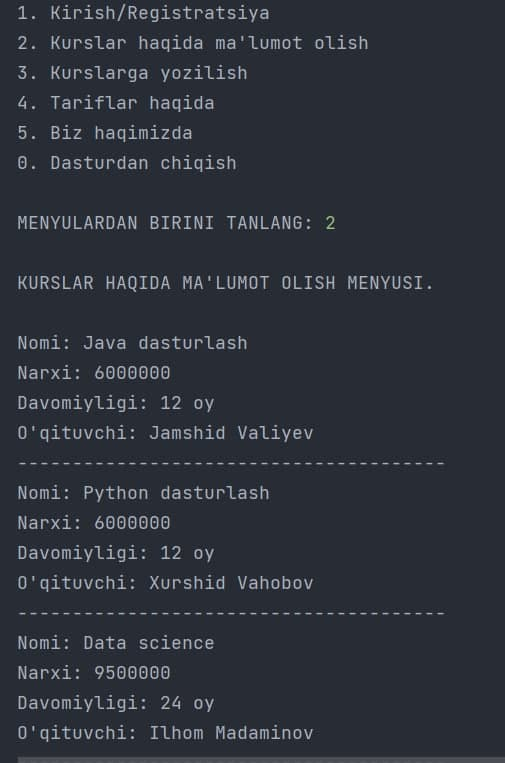 1. Kirish/Registratsiya
2. Kurslar haqida ma'lumot olish
3. Kurslarga yozilish
4. Tariflar haqida
5. Biz haqimizda
0. Dasturdan chiqish
MENYULARDAN BIRINI TANLANG: 2
KURSLAR HAQIDA MA'LUMOT OLISH MENYUSI.
Nomi: Java dasturlash
Narxi: 6000000
Davomiyligi: 12 oy
O'qituvchi: Jamshid Valiyev
---------------------------------------
Nomi: Python dasturlash
Narxi: 6000000
Davomiyligi: 12 oy
O'qituvchi: Xurshid Vahobov
---------------------------------------
Nomi: Data science
Narxi: 9500000
Davomiyligi: 24 oy
O'qituvchi: Ilhom Madaminov